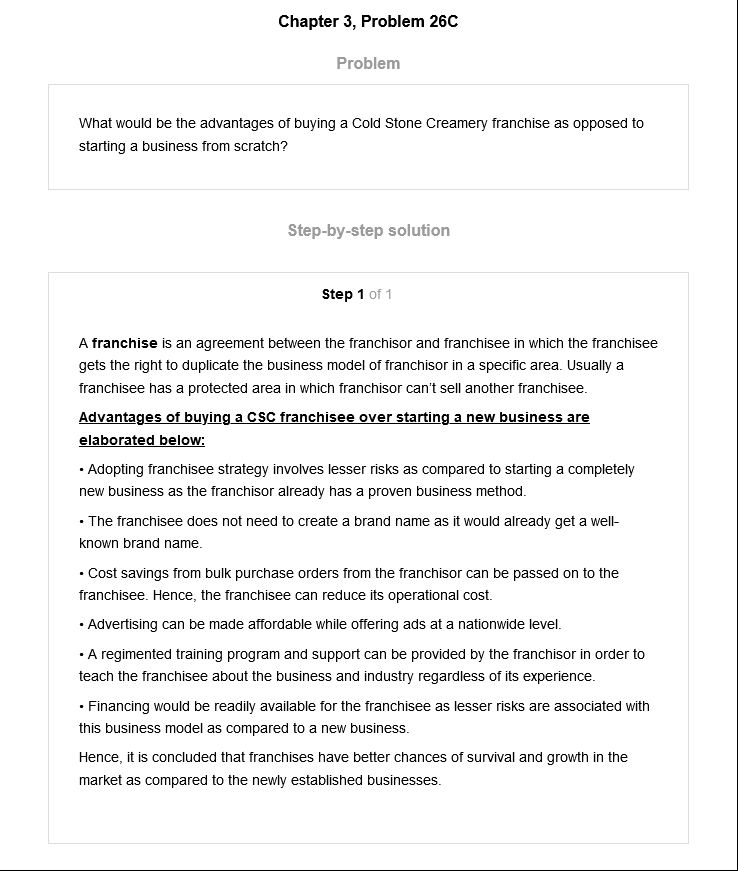 Chapter 3, Problem 26C
Problem
What would be the advantages of buying a Cold Stone Creamery franchise as opposed to
starting a business from scratch?
Step-by-step solution
Step 1 of 1
A franchise is an agreement between the franchisor and franchisee in which the franchisee
gets the right to duplicate the business model of franchisor in a specific area. Usually a
franchisee has a protected area in which franchisor can’t sell another franchisee.
Advantages of buying a CSC franchisee over starting a new business are
elaborated below:
• Adopting franchisee strategy involves lesser risks as compared to starting a completely
new business as the franchisor already has a proven business method.
• The franchisee does not need to create a brand name as it would already get a well-
known brand name.
• Cost savings from bulk purchase orders from the franchisor can be passed on to the
franchisee. Hence, the franchisee can reduce its operational cost.
• Advertising can be made affordable while offering ads at a nationwide level.
• A regimented training program and support can be provided by the franchisor in order to
teach the franchisee about the business and industry regardless of its experience.
• Financing would be readily available for the franchisee as lesser risks are associated with
this business model as compared to a new business.
Hence, it is concluded that franchises have better chances of survival and growth in the
market as compared to the newly established businesses.